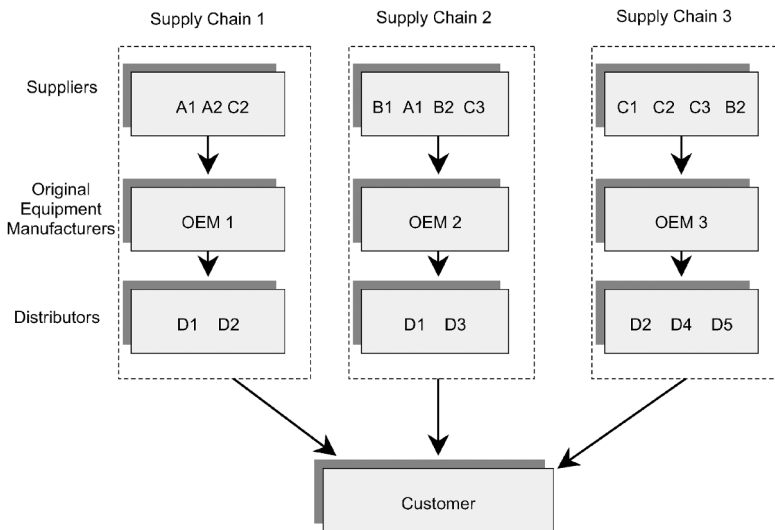 Supply Chain 1
Supply Chain 2
Supply Chain 3
Suppliers
A1 A2 C2
B1 A1 B2 C3
C1 C2 C3 B2
Original
Equipment
Manufacturers
OEM 1
OEM 2
OEM 3
Distributors
D1 D2
D1 D3
D2 D4 D5
Customer